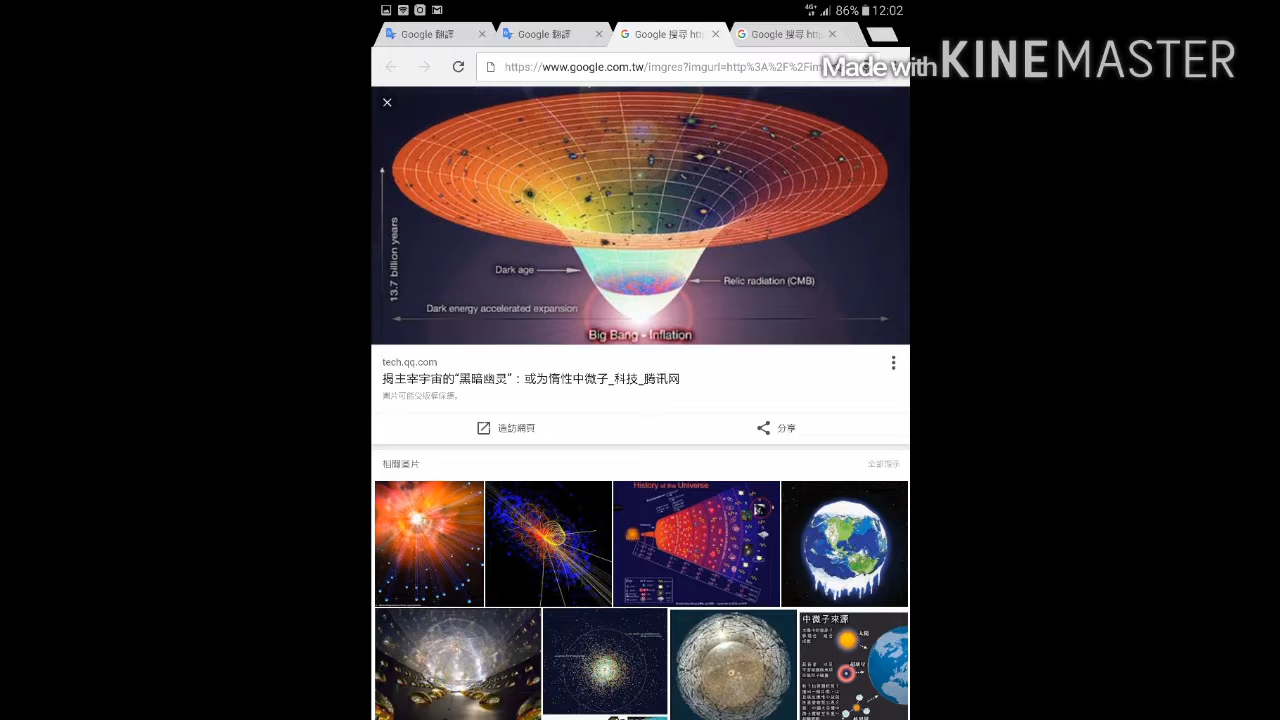 4G+ 86% 12:02
Google 翻譯 Google 翻譯 Google 搜尋 htt Google 搜尋 http
https://www.google.com.tw/imgres?imgurl=http%3A%2F%2Fim
Made with KINEMASTER
13.7 billion years
Dark age
Relic radiation (CMB)
Dark energy accelerated expansion
Big Bang - Inflation
tech.qq.com
揭主宰宇宙的“黑暗幽灵”：或为惰性中微子_科技_腾讯网
圖片可能受版權保護。
造訪網頁 分享
相關圖片 全部顯示
History of the Universe
中微子來源
太陽